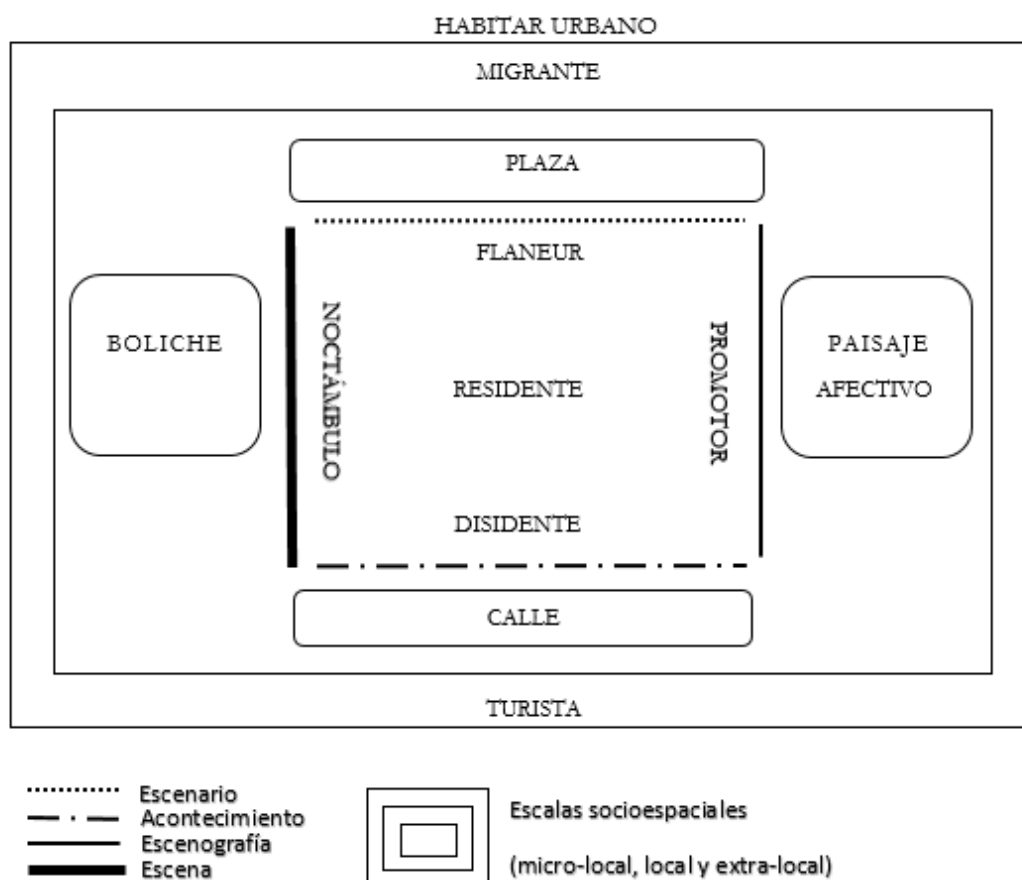 HABITAR URBANO
MIGRANTE
PLAZA
FLANEUR
NOCTÁMBULO
PROMOTOR
BOLICHE
PAISAJE
AFECTIVO
RESIDENTE
DISIDENTE
CALLE
TURISTA
Escenario
Acontecimiento
Escenografía
Escena
Escalas socioespaciales
(micro-local, local y extra-local)